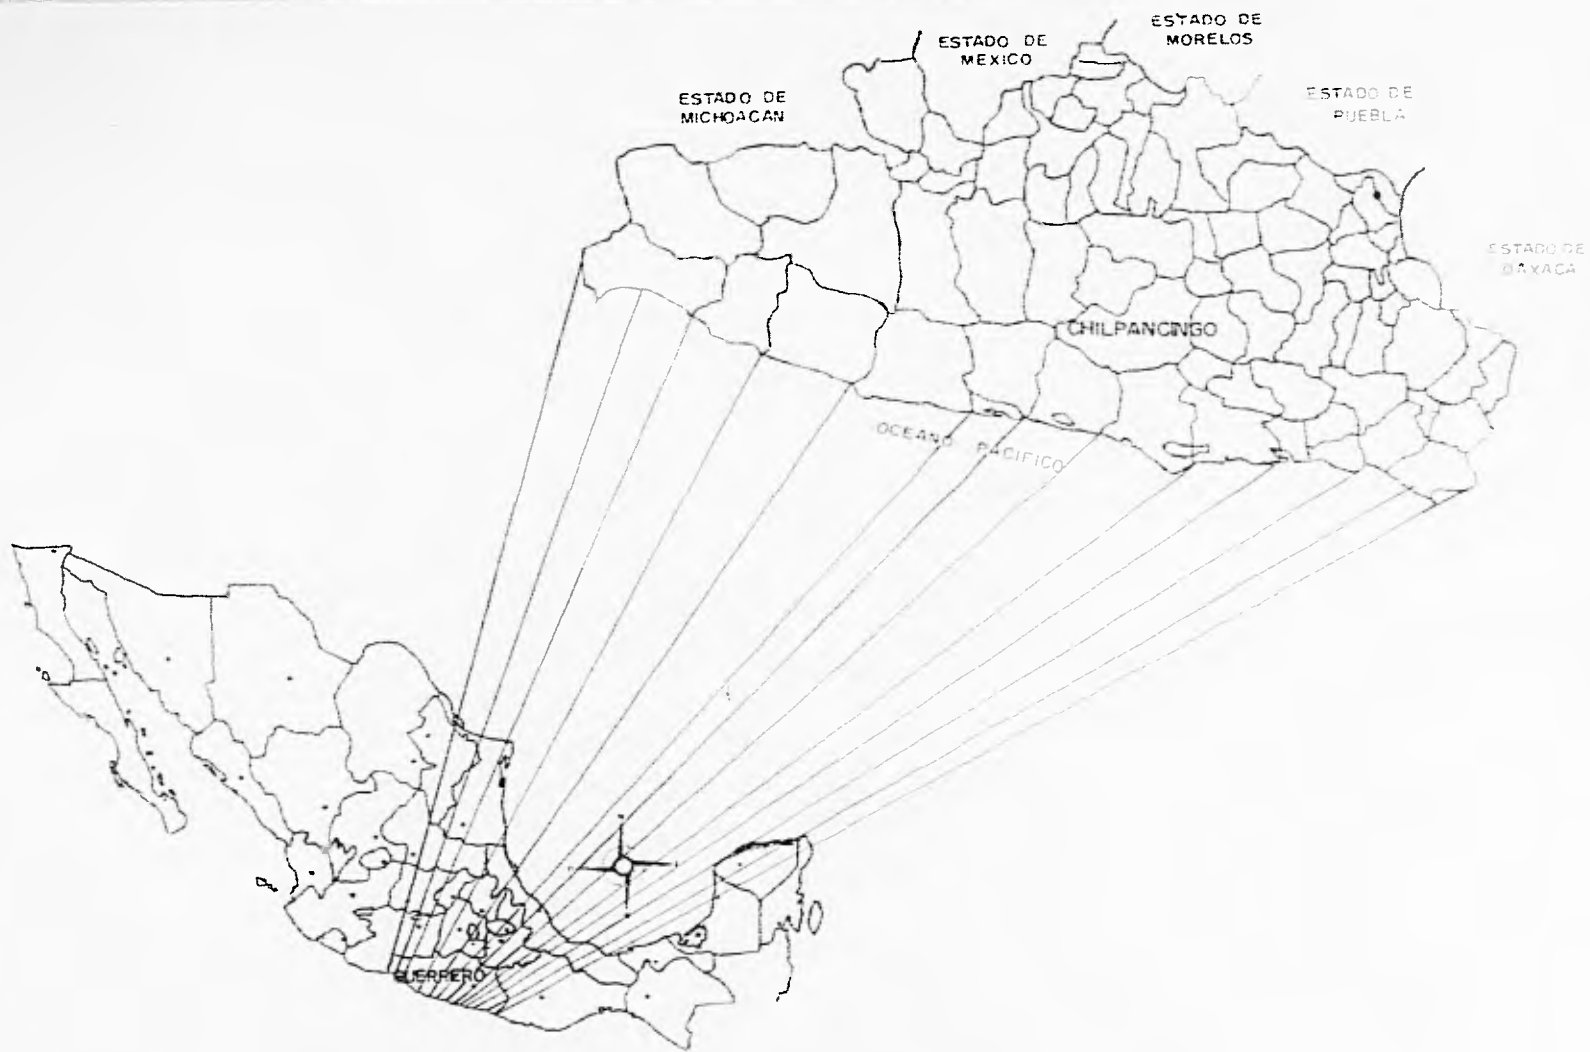 ESTADO DE
MORELOS
ESTADO DE
MEXICO
ESTADO DE
MICHOACAN
ESTADO DE
PUEBLA
ESTADO DE
OAXACA
CHILPANCINGO
OCEANO PACIFICO
GUERRERO